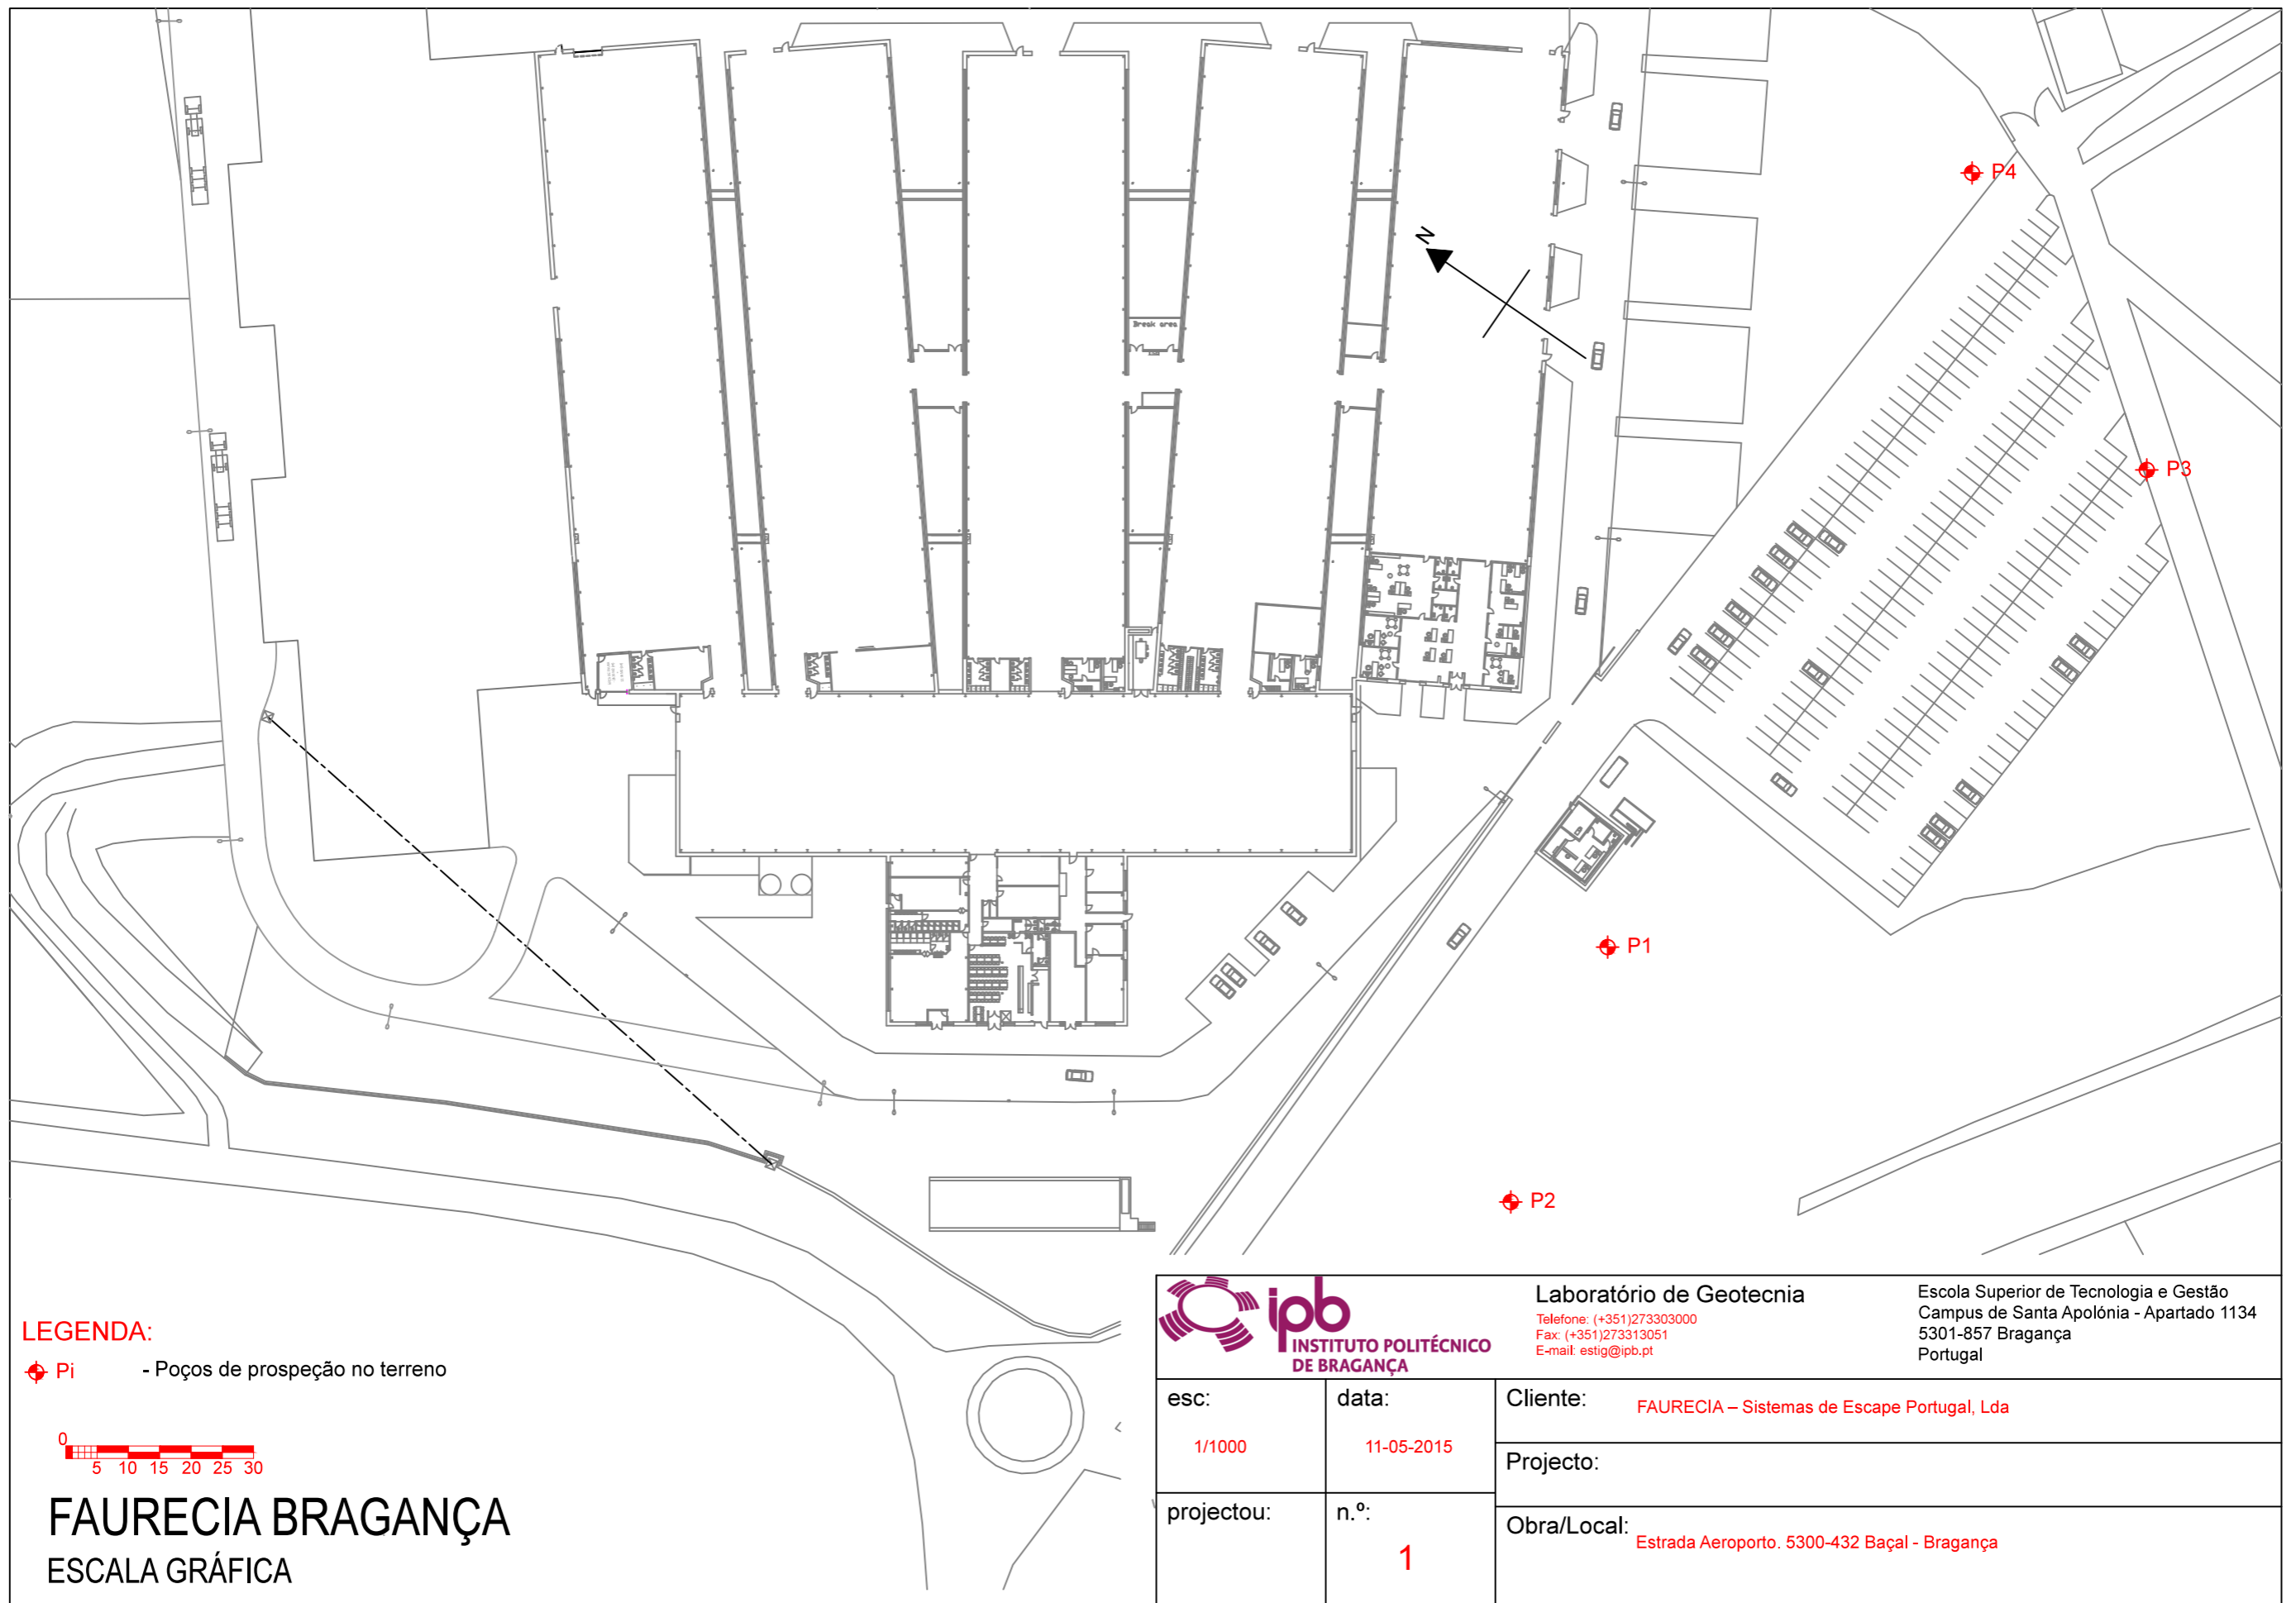 N
P4
Break area
P3
P1
P2
LEGENDA:
Pi - Poços de prospeção no terreno
0
5 10 15 20 25 30
FAURECIA BRAGANÇA
ESCALA GRÁFICA
ipb
INSTITUTO POLITÉCNICO
DE BRAGANÇA
Laboratório de Geotecnia
Telefone: (+351)273303000
Fax: (+351)273313051
E-mail: estig@ipb.pt
Escola Superior de Tecnologia e Gestão
Campus de Santa Apolónia - Apartado 1134
5301-857 Bragança
Portugal
esc:
1/1000
data:
11-05-2015
Cliente: FAURECIA – Sistemas de Escape Portugal, Lda
Projecto:
projectou:
n.º:
1
Obra/Local: Estrada Aeroporto. 5300-432 Baçal - Bragança